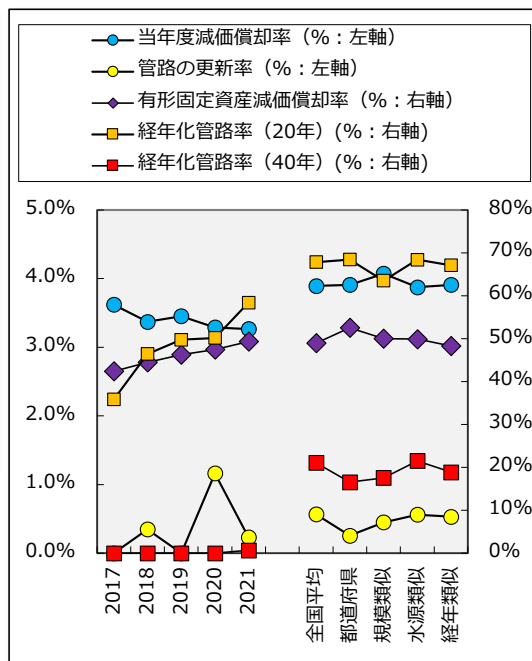 当年度減価償却率（%：左軸）
管路の更新率（%：左軸）
有形固定資産減価償却率（%：右軸）
経年化管路率（20年）(%：右軸)
経年化管路率（40年）(%：右軸)
5.0%
4.0%
3.0%
2.0%
1.0%
0.0%
80%
70%
60%
50%
40%
30%
20%
10%
0%
2017
2018
2019
2020
2021
全国平均
都道府県
規模類似
水源類似
経年類似